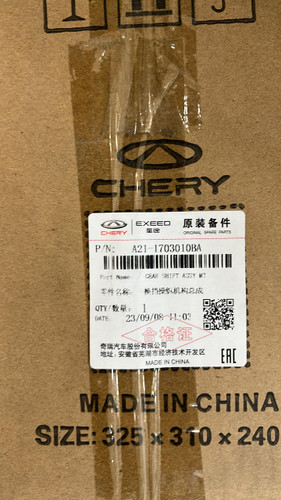 CHERY
CHERY
EXEED
星途
原装备件
ORIGINAL SPARE PARTS
P/N: A21-1703010BA
Part Name: GEAR SHIFT ASSY MT
零件名称: 换挡操纵机构总成
QTY/数量: 1
DATE: 23/09/08 11:02
合格证
奇瑞汽车股份有限公司
地址: 安徽省芜湖市经济技术开发区
MADE IN CHINA
EAC
MADE IN CHINA
SIZE: 325 × 310 × 240